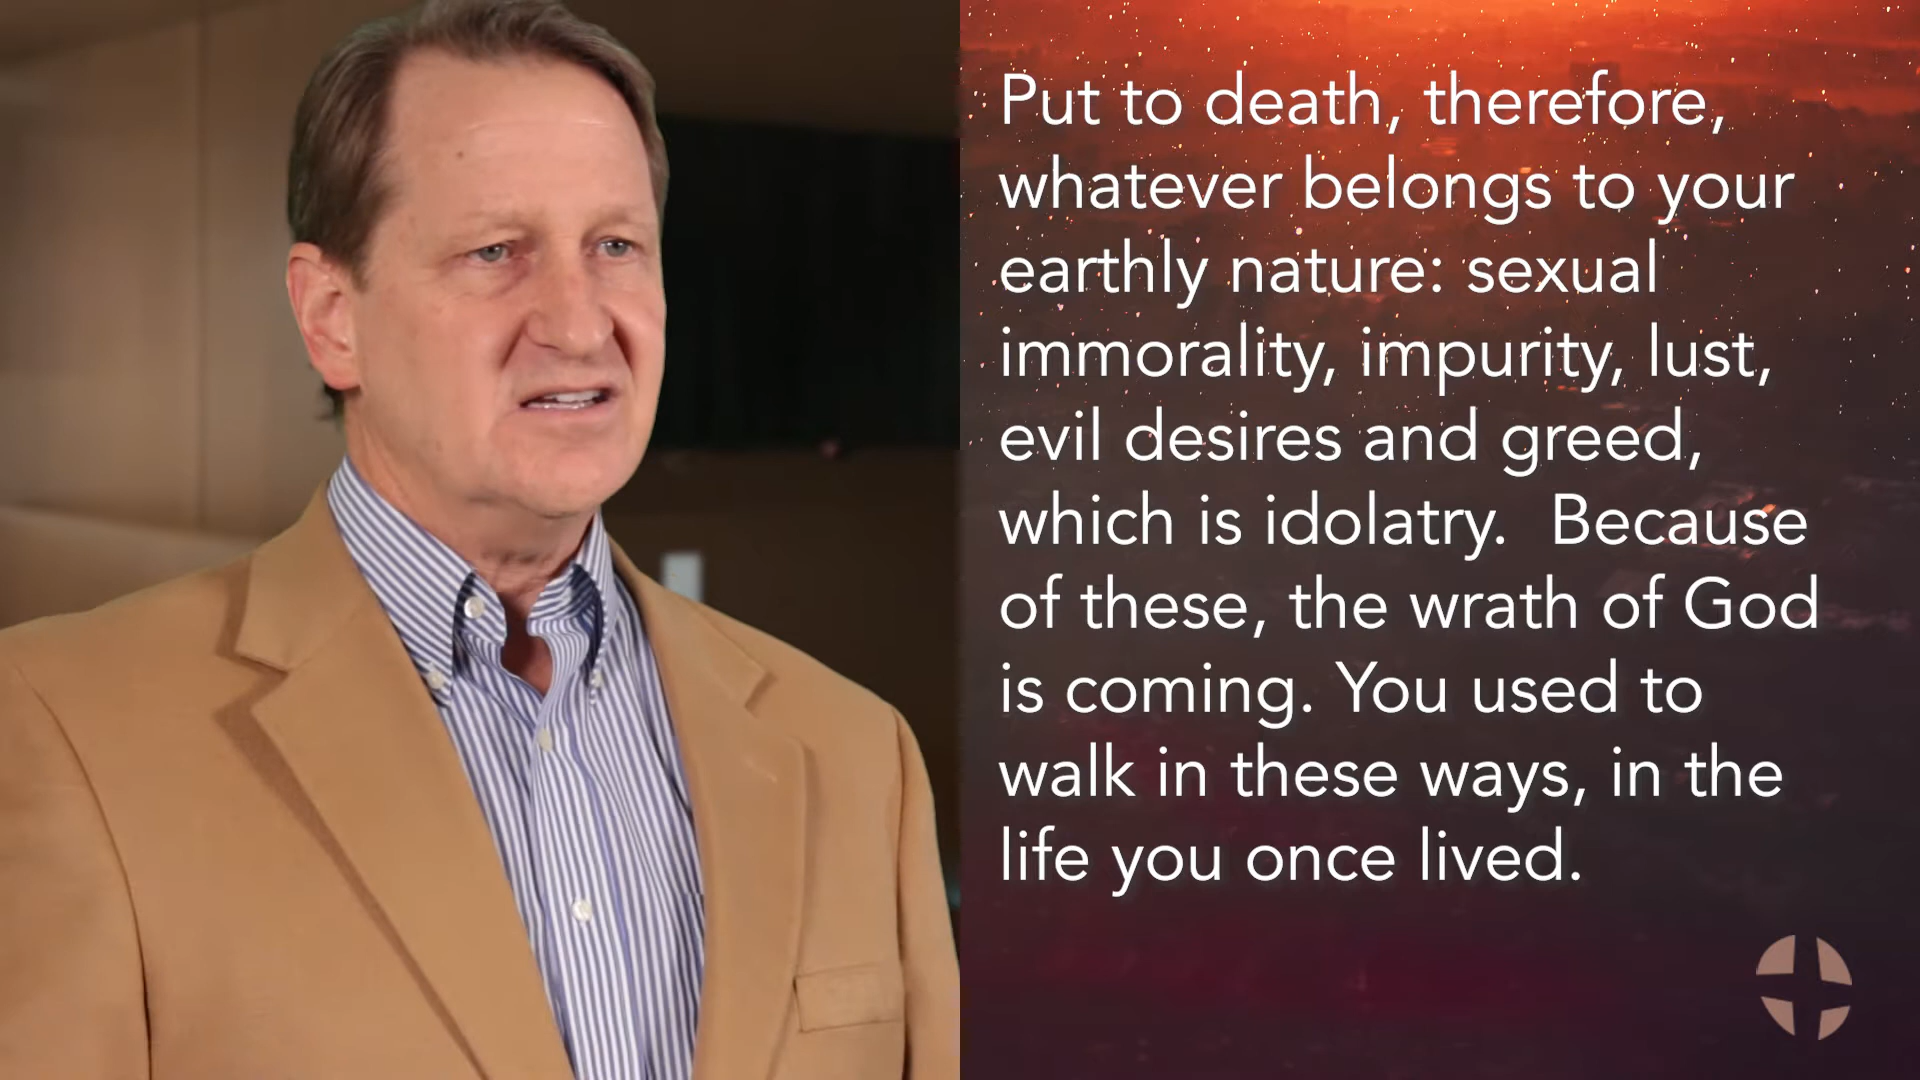 Put to death, therefore,
whatever belongs to your
earthly nature: sexual
immorality, impurity, lust,
evil desires and greed,
which is idolatry.  Because
of these, the wrath of God
is coming. You used to
walk in these ways, in the
life you once lived.